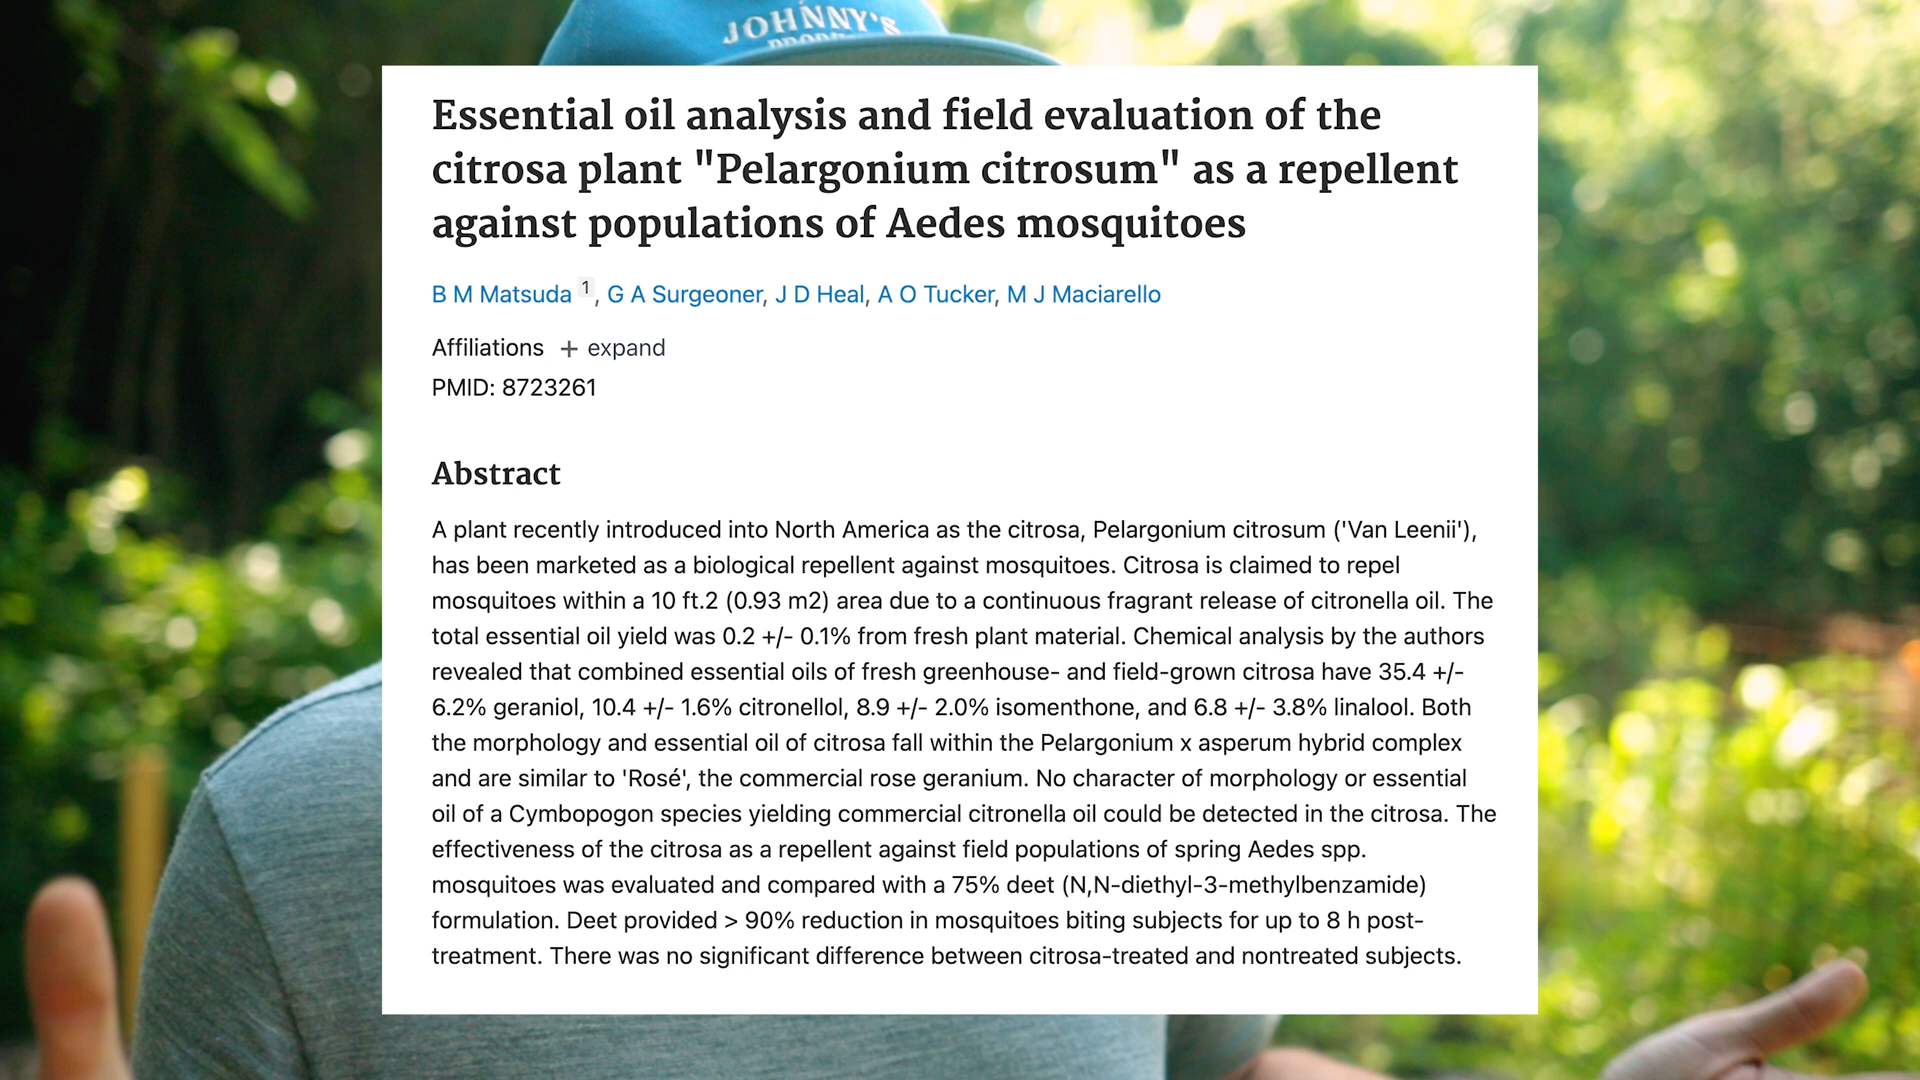 JOHNNY'S
Essential oil analysis and field evaluation of the
citrosa plant "Pelargonium citrosum" as a repellent
against populations of Aedes mosquitoes
B M Matsuda 1, G A Surgeoner, J D Heal, A O Tucker, M J Maciarello
Affiliations + expand
PMID: 8723261
Abstract
A plant recently introduced into North America as the citrosa, Pelargonium citrosum ('Van Leenii'),
has been marketed as a biological repellent against mosquitoes. Citrosa is claimed to repel
mosquitoes within a 10 ft.2 (0.93 m2) area due to a continuous fragrant release of citronella oil. The
total essential oil yield was 0.2 +/- 0.1% from fresh plant material. Chemical analysis by the authors
revealed that combined essential oils of fresh greenhouse- and field-grown citrosa have 35.4 +/-
6.2% geraniol, 10.4 +/- 1.6% citronellol, 8.9 +/- 2.0% isomenthone, and 6.8 +/- 3.8% linalool. Both
the morphology and essential oil of citrosa fall within the Pelargonium x asperum hybrid complex
and are similar to 'Rosé', the commercial rose geranium. No character of morphology or essential
oil of a Cymbopogon species yielding commercial citronella oil could be detected in the citrosa. The
effectiveness of the citrosa as a repellent against field populations of spring Aedes spp.
mosquitoes was evaluated and compared with a 75% deet (N,N-diethyl-3-methylbenzamide)
formulation. Deet provided > 90% reduction in mosquitoes biting subjects for up to 8 h post-
treatment. There was no significant difference between citrosa-treated and nontreated subjects.